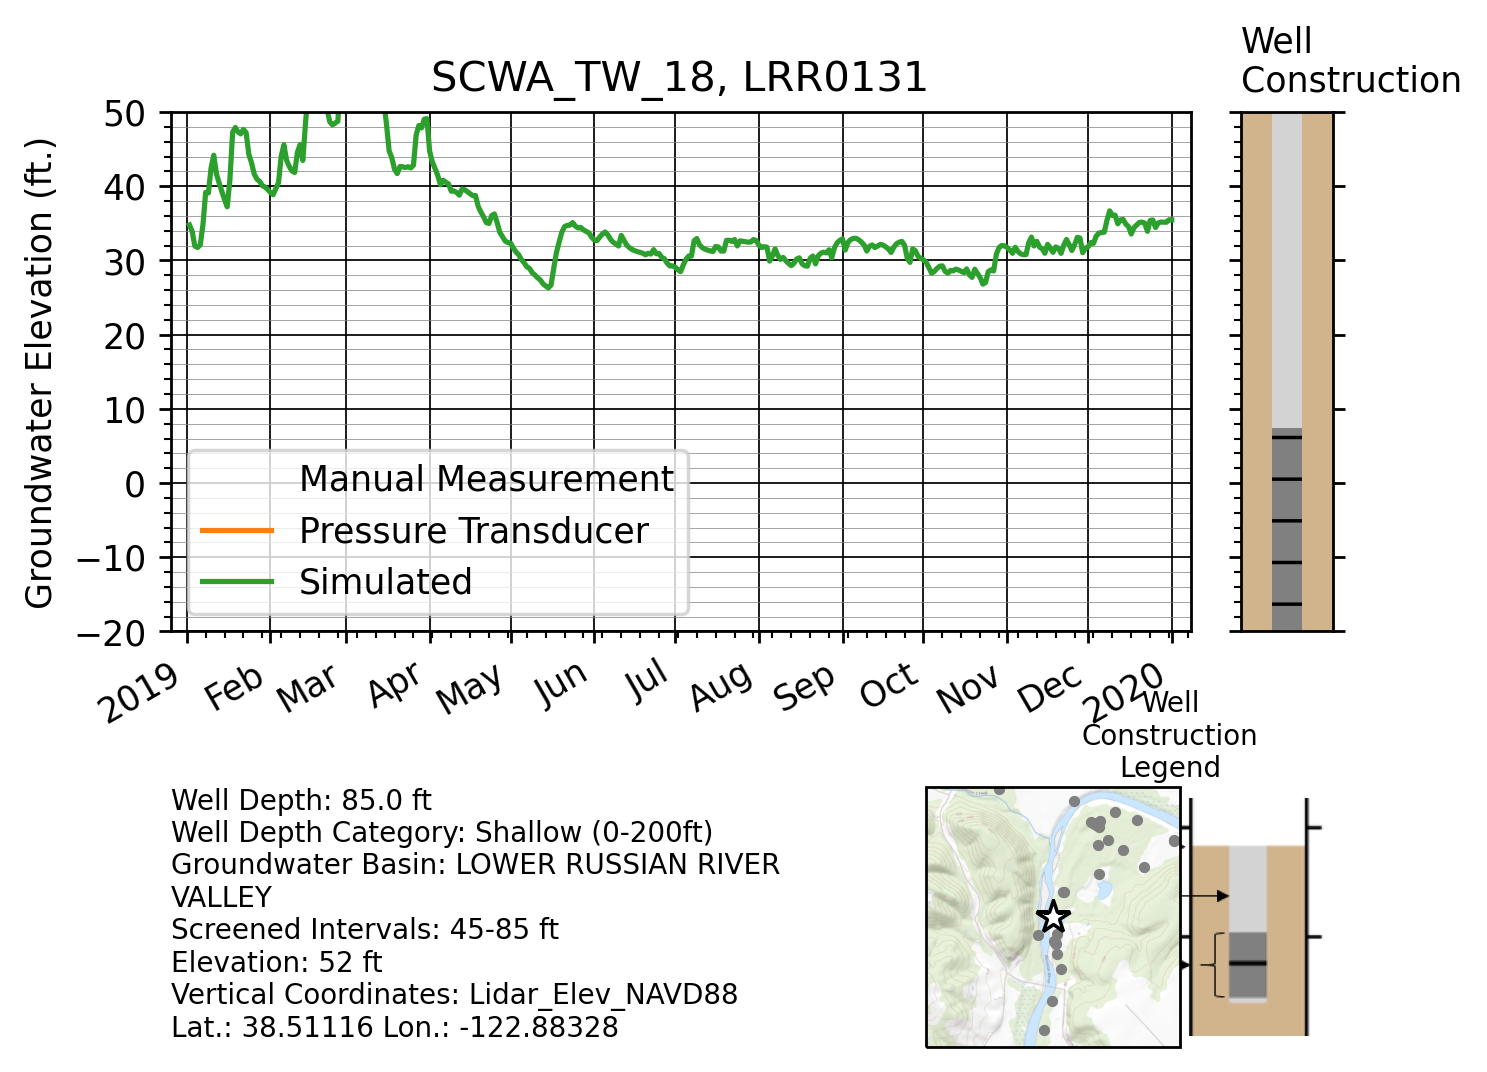 Well
Construction
SCWA_TW_18, LRR0131
Groundwater Elevation (ft.)
50
40
30
20
10
0
−10
−20
Manual Measurement
Pressure Transducer
Simulated
2019 Feb Mar Apr May Jun Jul Aug Sep Oct Nov Dec 2020
Well
Construction
Legend
Well Depth: 85.0 ft
Well Depth Category: Shallow (0-200ft)
Groundwater Basin: LOWER RUSSIAN RIVER
VALLEY
Screened Intervals: 45-85 ft
Elevation: 52 ft
Vertical Coordinates: Lidar_Elev_NAVD88
Lat.: 38.51116 Lon.: -122.88328